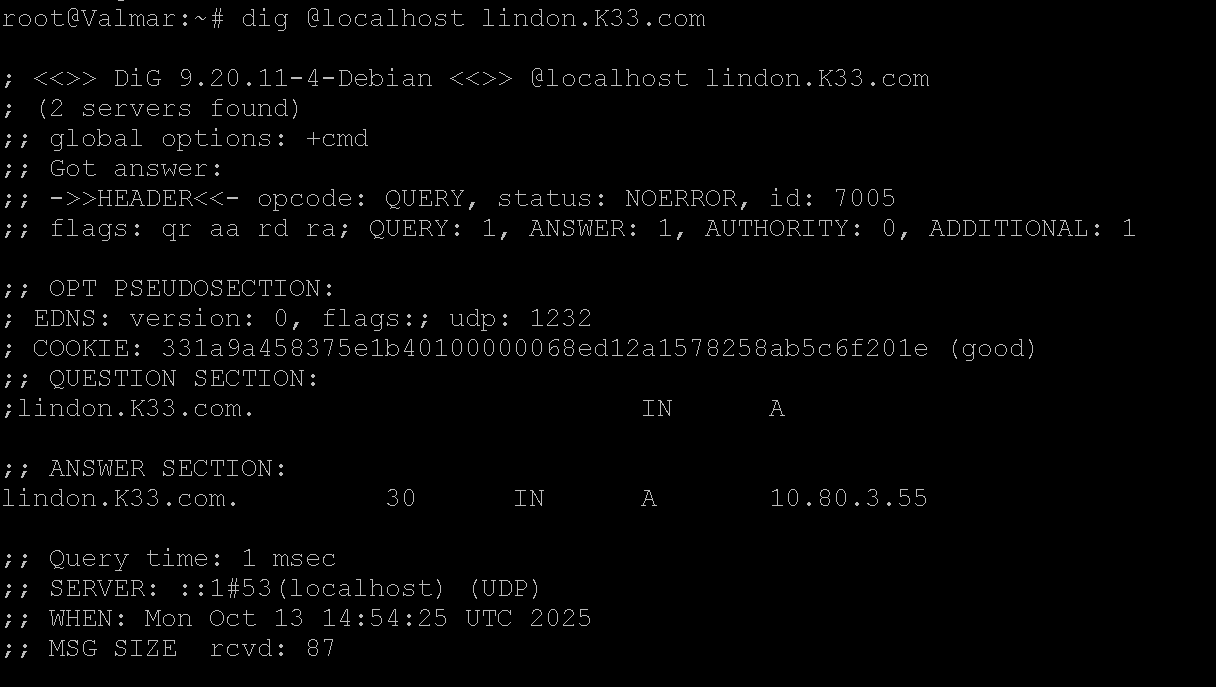 root@Valmar:~# dig @localhost lindon.K33.com
; <<>> DiG 9.20.11-4-Debian <<>> @localhost lindon.K33.com
; (2 servers found)
;; global options: +cmd
;; Got answer:
;; ->>HEADER<<- opcode: QUERY, status: NOERROR, id: 7005
;; flags: qr aa rd ra; QUERY: 1, ANSWER: 1, AUTHORITY: 0, ADDITIONAL: 1
;; OPT PSEUDOSECTION:
; EDNS: version: 0, flags:; udp: 1232
; COOKIE: 331a9a458375e1b40100000068ed12a1578258ab5c6f201e (good)
;; QUESTION SECTION:
;lindon.K33.com. IN A
;; ANSWER SECTION:
lindon.K33.com. 30 IN A 10.80.3.55
;; Query time: 1 msec
;; SERVER: ::1#53(localhost) (UDP)
;; WHEN: Mon Oct 13 14:54:25 UTC 2025
;; MSG SIZE  rcvd: 87